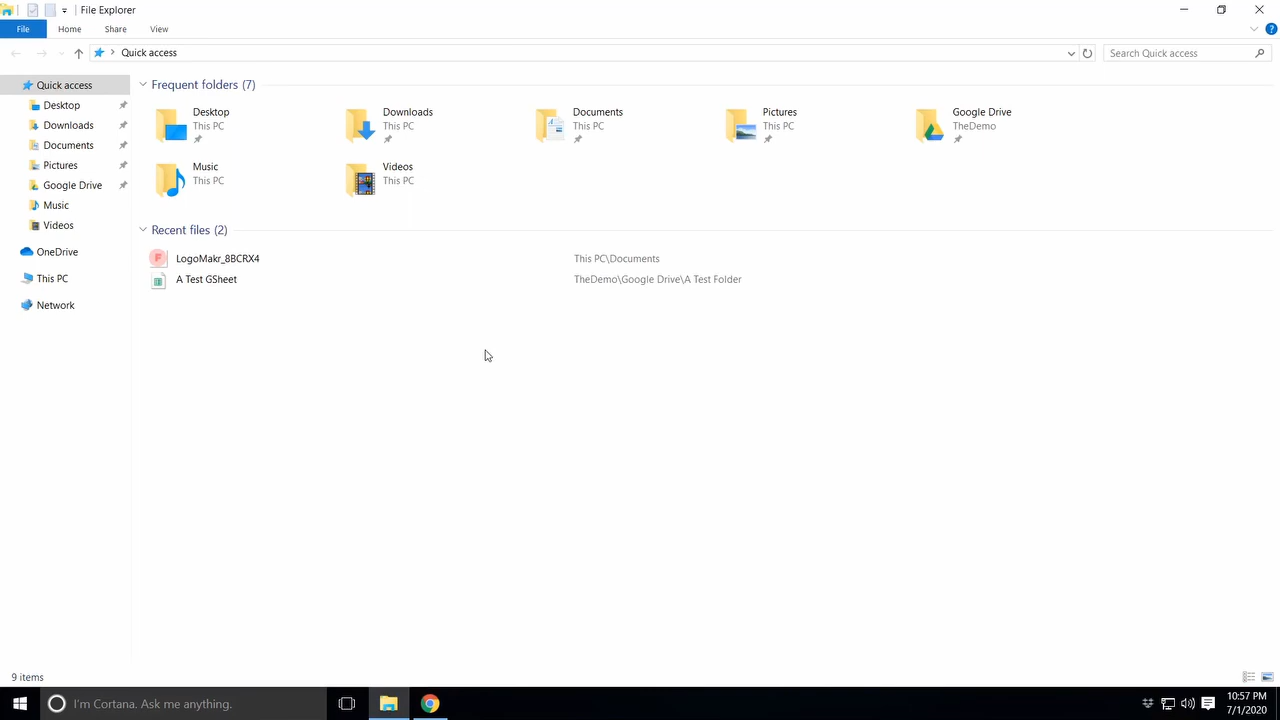 File Explorer
File Home Share View
Quick access
Search Quick access
Quick access
Desktop
Downloads
Documents
Pictures
Google Drive
Music
Videos
OneDrive
This PC
Network
Frequent folders (7)
Desktop
This PC
Downloads
This PC
Documents
This PC
Pictures
This PC
Google Drive
TheDemo
Music
This PC
Videos
This PC
Recent files (2)
F LogoMakr_8BCRX4 This PC\Documents
A Test GSheet TheDemo\Google Drive\A Test Folder
9 items
I'm Cortana. Ask me anything.
10:57 PM
7/1/2020